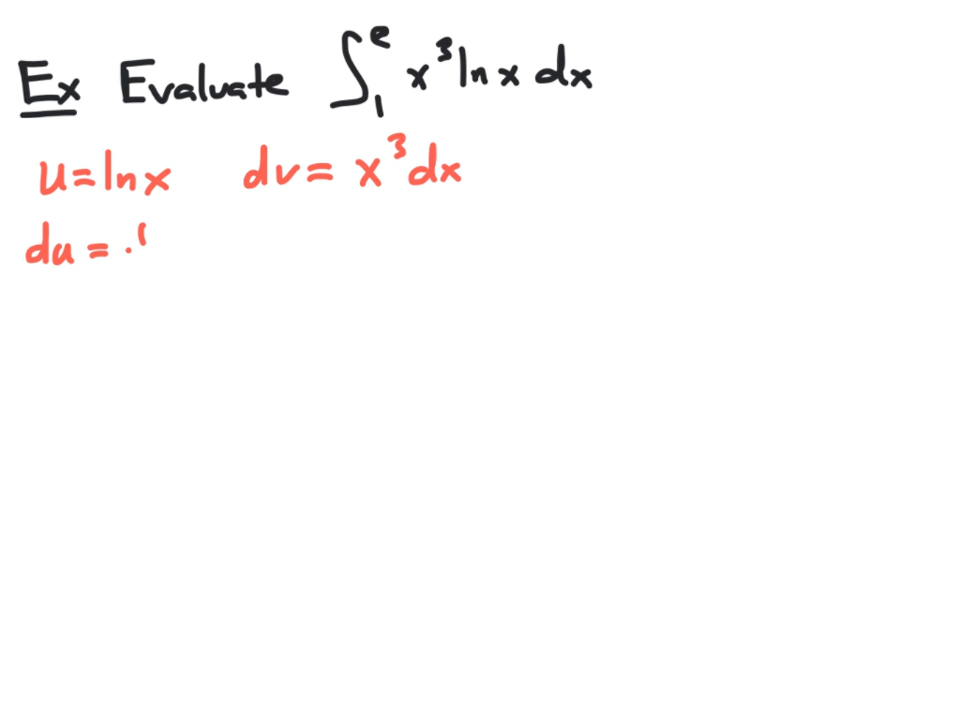 Ex Evaluate ∫₁ᵉ x³ ln x dx
u = ln x dv = x³ dx
du =